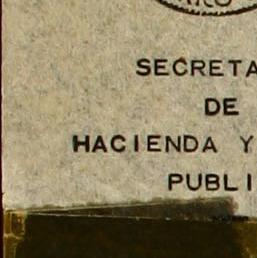 SECRETA
DE
HACIENDA Y
PUBLI